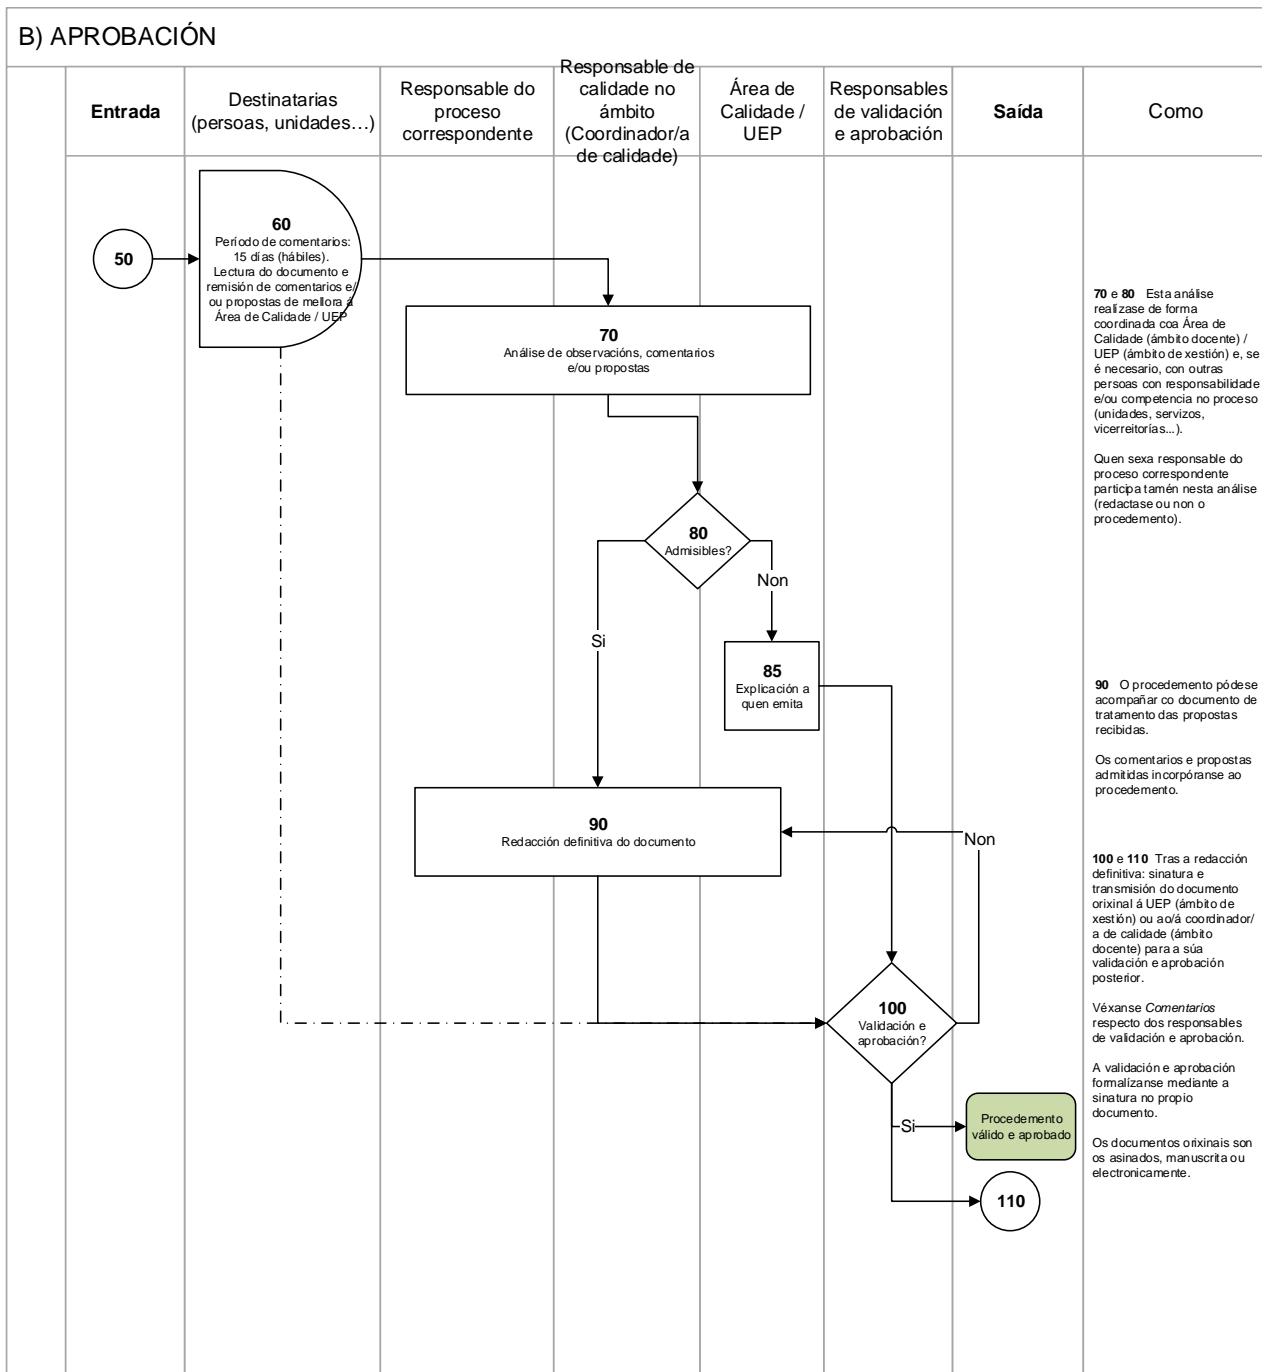 B) APROBACIÓN
Entrada
Destinatarias
(persoas, unidades…)
Responsable do
proceso
correspondente
Responsable de
calidade no
ámbito
(Coordinador/a
de calidade)
Área de
Calidade /
UEP
Responsables
de validación
e aprobación
Saída
Como
50
60
Período de comentarios:
15 días (hábiles).
Lectura do documento e
remisión de comentarios e/
ou propostas de mellora á
Área de Calidade / UEP
70
Análise de observacións, comentarios
e/ou propostas
70 e 80 Esta análise
realízase de forma
coordinada coa Área de
Calidade (ámbito docente) /
UEP (ámbito de xestión) e, se
é necesario, con outras
persoas con responsabilidade
e/ou competencia no proceso
(unidades, servizos,
vicerreitorías...).
Quen sexa responsable do
proceso correspondente
participa tamén nesta análise
(redactase ou non o
procedemento).
80
Admisibles?
Non
Si
85
Explicación a
quen emita
90 O procedemento pódese
acompañar co documento de
tratamento das propostas
recibidas.
Os comentarios e propostas
admitidas incorpóranse ao
procedemento.
90
Redacción definitiva do documento
Non
100 e 110 Tras a redacción
definitiva: sinatura e
transmisión do documento
orixinal á UEP (ámbito de
xestión) ou ao/á coordinador/
a de calidade (ámbito
docente) para a súa
validación e aprobación
posterior.
Véxanse Comentarios
respecto dos responsables
de validación e aprobación.
A validación e aprobación
formalízanse mediante a
sinatura no propio
documento.
Os documentos orixinais son
os asinados, manuscrita ou
electronicamente.
100
Validación e
aprobación?
Si
Procedemento
válido e aprobado
110